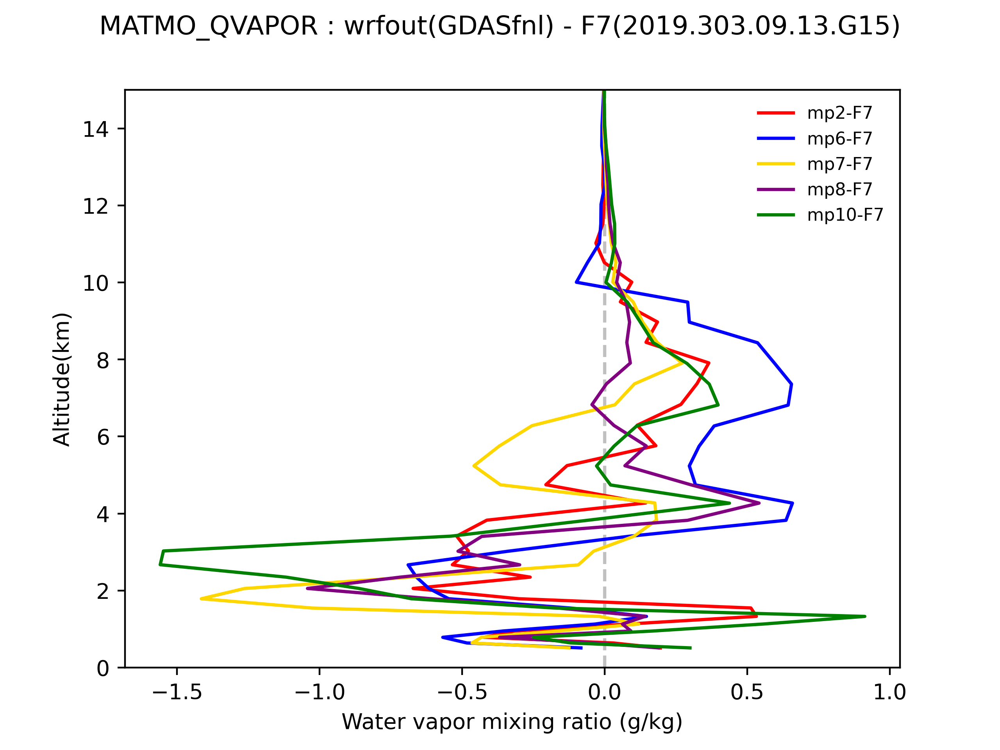 MATMO_QVAPOR : wrfout(GDASfnl) - F7(2019.303.09.13.G15)
mp2-F7
mp6-F7
mp7-F7
mp8-F7
mp10-F7
Altitude(km)
14
12
10
8
6
4
2
0
−1.5 −1.0 −0.5 0.0 0.5 1.0
Water vapor mixing ratio (g/kg)